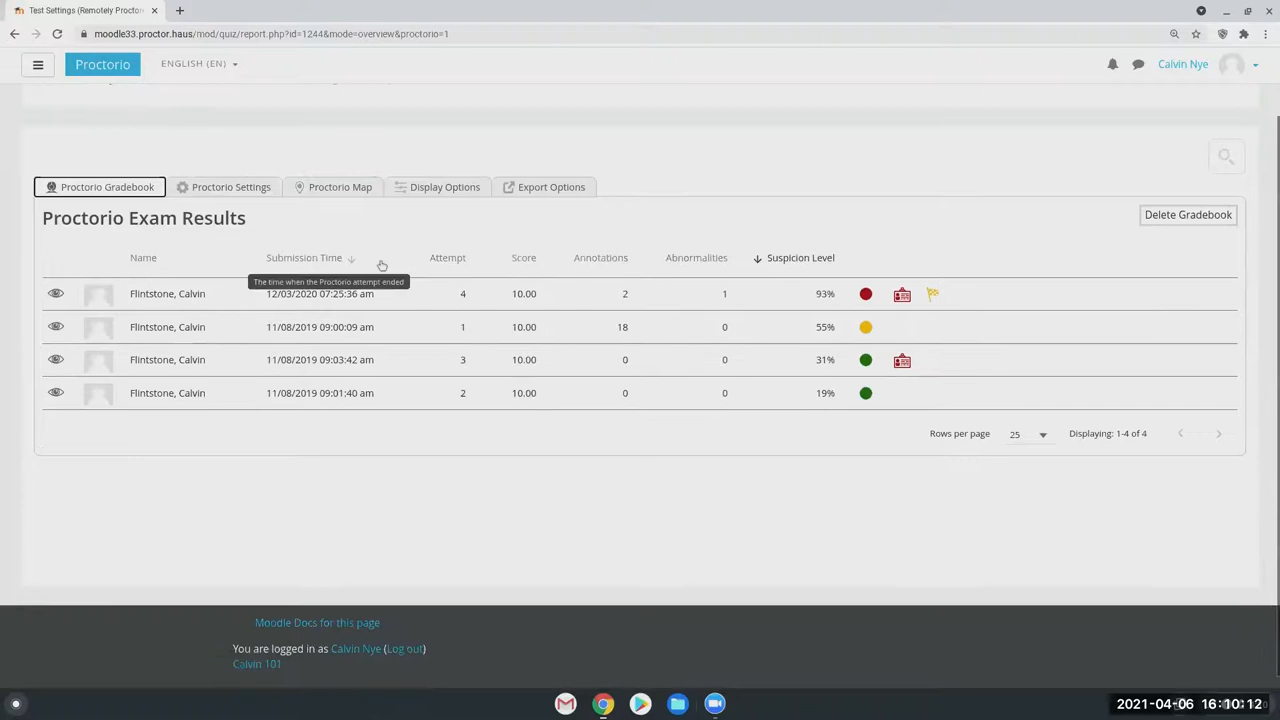 Test Settings (Remotely Proctor
moodle33.proctor.haus/mod/quiz/report.php?id=1244&mode=overview&proctorio=1
Proctorio
ENGLISH (EN)
Calvin Nye
Proctorio Gradebook
Proctorio Settings
Proctorio Map
Display Options
Export Options
Proctorio Exam Results
Delete Gradebook
Name Submission Time Attempt Score Annotations Abnormalities Suspicion Level
The time when the Proctorio attempt ended
Flintstone, Calvin 12/03/2020 07:25:36 am 4 10.00 2 1 93%
Flintstone, Calvin 11/08/2019 09:00:09 am 1 10.00 18 0 55%
Flintstone, Calvin 11/08/2019 09:03:42 am 3 10.00 0 0 31%
Flintstone, Calvin 11/08/2019 09:01:40 am 2 10.00 0 0 19%
Rows per page 25 Displaying: 1-4 of 4
Moodle Docs for this page
You are logged in as Calvin Nye (Log out)
Calvin 101
2021-04-06 16:10:12